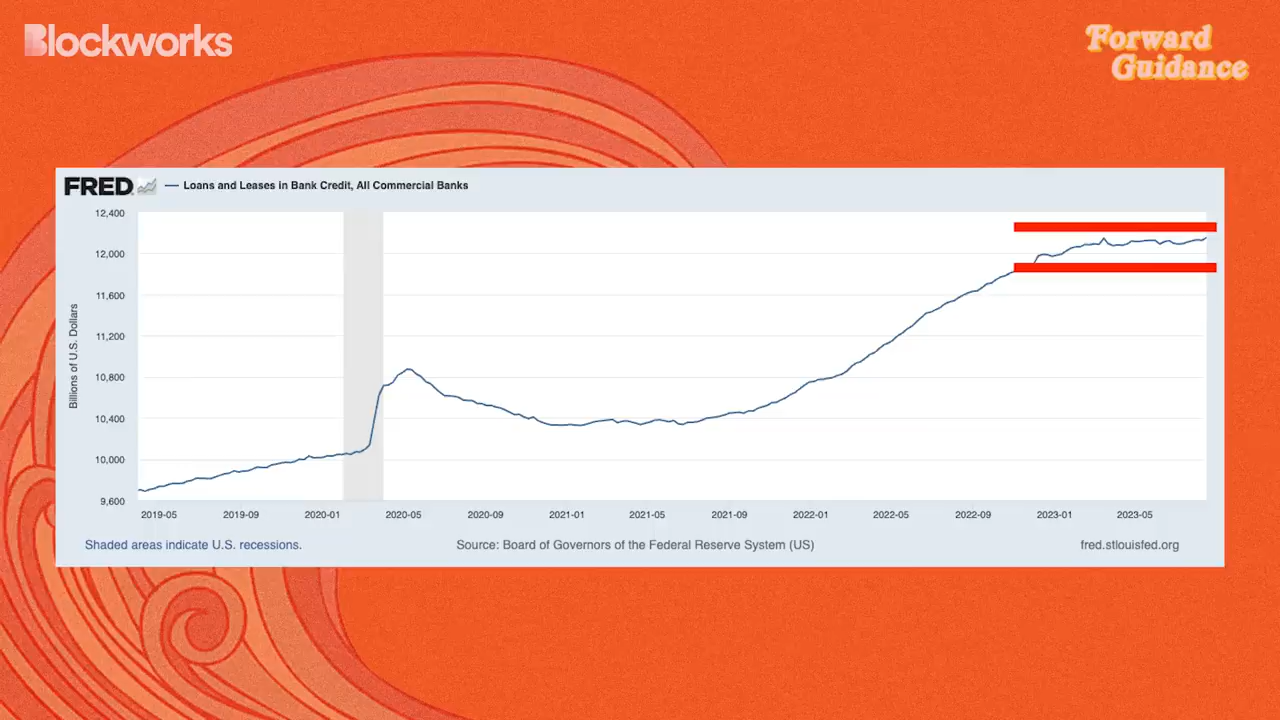 Blockworks
Forward
Guidance
FRED
Loans and Leases in Bank Credit, All Commercial Banks
Billions of U.S. Dollars
12,400
12,000
11,600
11,200
10,800
10,400
10,000
9,600
2019-05 2019-09 2020-01 2020-05 2020-09 2021-01 2021-05 2021-09 2022-01 2022-05 2022-09 2023-01 2023-05
Shaded areas indicate U.S. recessions. Source: Board of Governors of the Federal Reserve System (US) fred.stlouisfed.org